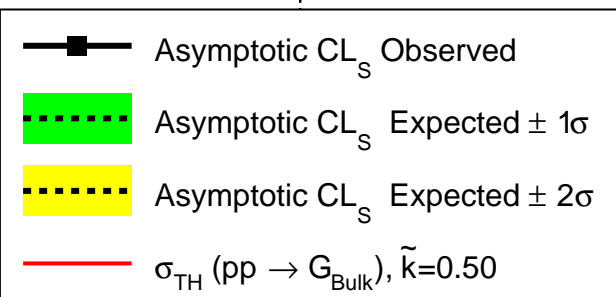 Asymptotic CL_S Observed
Asymptotic CL_S Expected ± 1σ
Asymptotic CL_S Expected ± 2σ
σ_TH (pp → G_Bulk), k̃=0.50